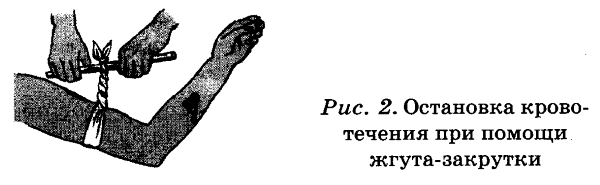 Рис. 2. Остановка крово-
течения при помощи
жгута-закрутки